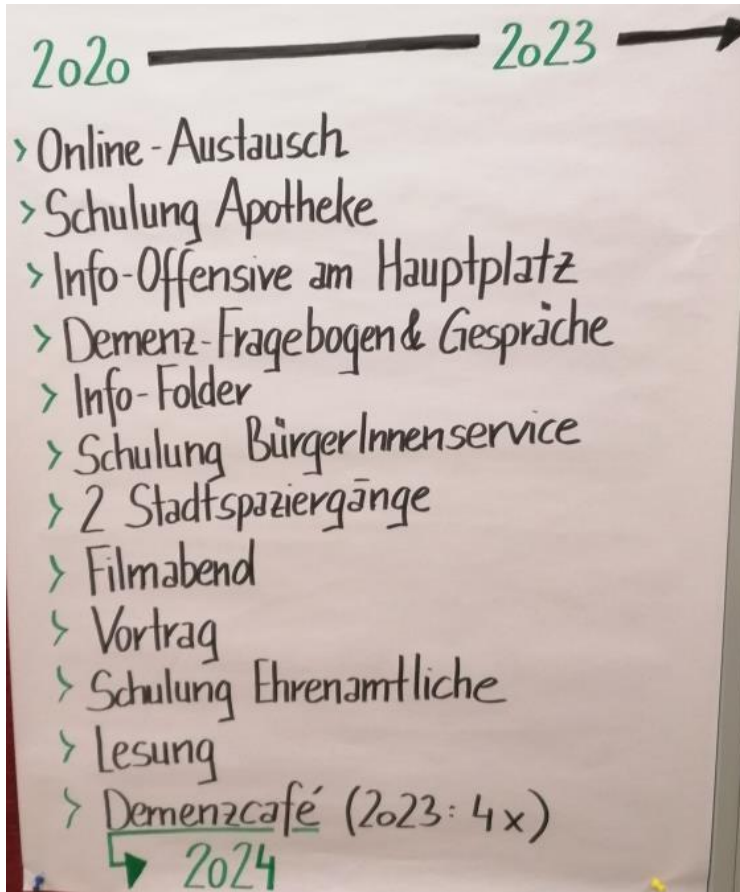 2020 2023
> Online-Austausch
> Schulung Apotheke
> Info-Offensive am Hauptplatz
> Demenz-Fragebogen & Gespräche
> Info-Folder
> Schulung BürgerInnenservice
> 2 Stadtspaziergänge
> Filmabend
> Vortrag
> Schulung Ehrenamtliche
> Lesung
> Demenzcafé (2023: 4x)
2024